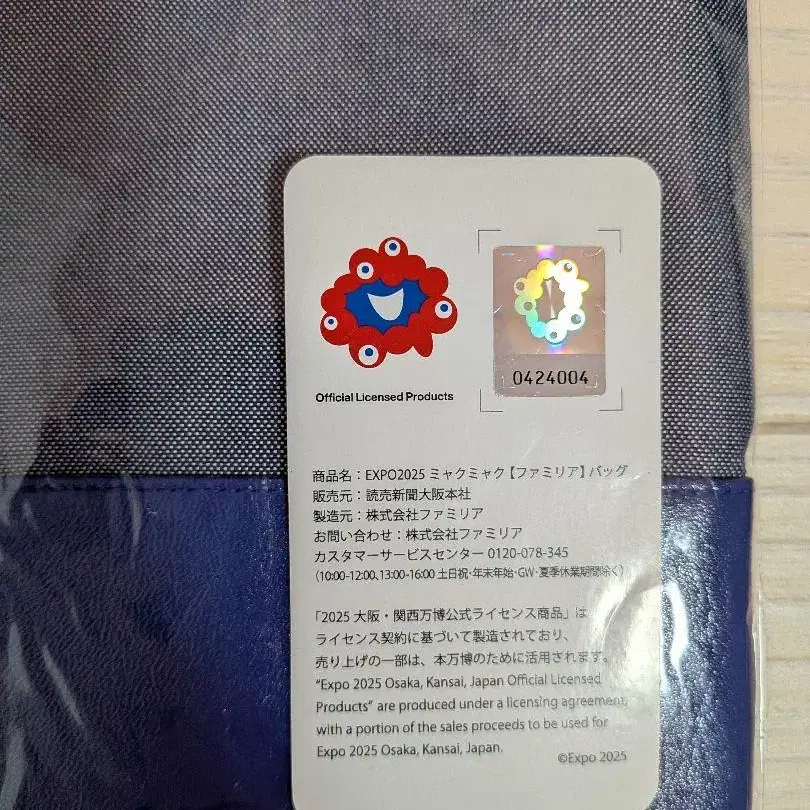 Official Licensed Products
0424004
商品名：EXPO2025 ミャクミャク【ファミリア】バッグ
販売元：読売新聞大阪本社
製造元：株式会社ファミリア
お問い合わせ：株式会社ファミリア
カスタマーサービスセンター 0120-078-345
（10:00-12:00、13:00-16:00 土日祝・年末年始・GW・夏季休業期間除く）
「2025 大阪・関西万博公式ライセンス商品」は
ライセンス契約に基づいて製造されており、
売り上げの一部は、本万博のために活用されます。
“Expo 2025 Osaka, Kansai, Japan Official Licensed
Products” are produced under a licensing agreement,
with a portion of the sales proceeds to be used for
Expo 2025 Osaka, Kansai, Japan.
©Expo 2025